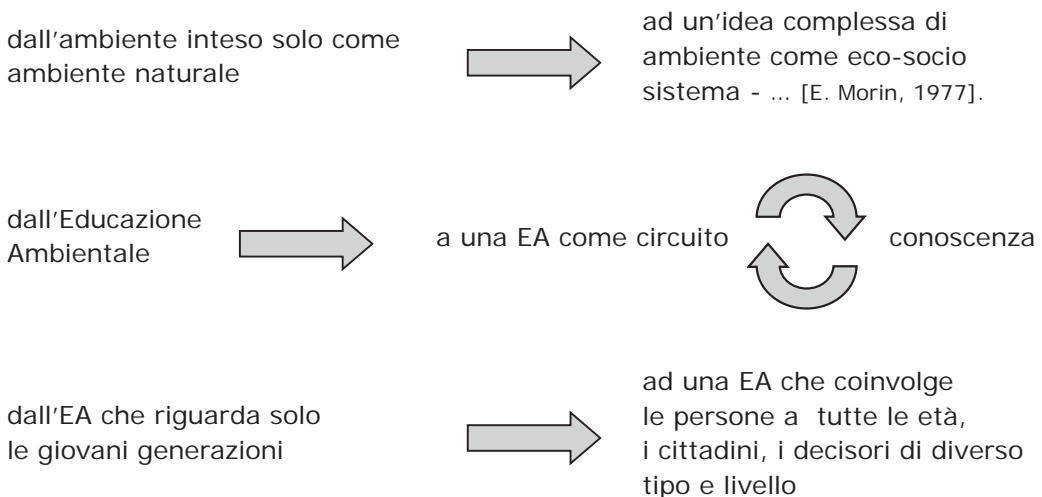 dall'ambiente inteso solo come
ambiente naturale
ad un'idea complessa di
ambiente come eco-socio
sistema - ... [E. Morin, 1977].
dall'Educazione
Ambientale
a una EA come circuito
conoscenza
dall'EA che riguarda solo
le giovani generazioni
ad una EA che coinvolge
le persone a tutte le età,
i cittadini, i decisori di diverso
tipo e livello